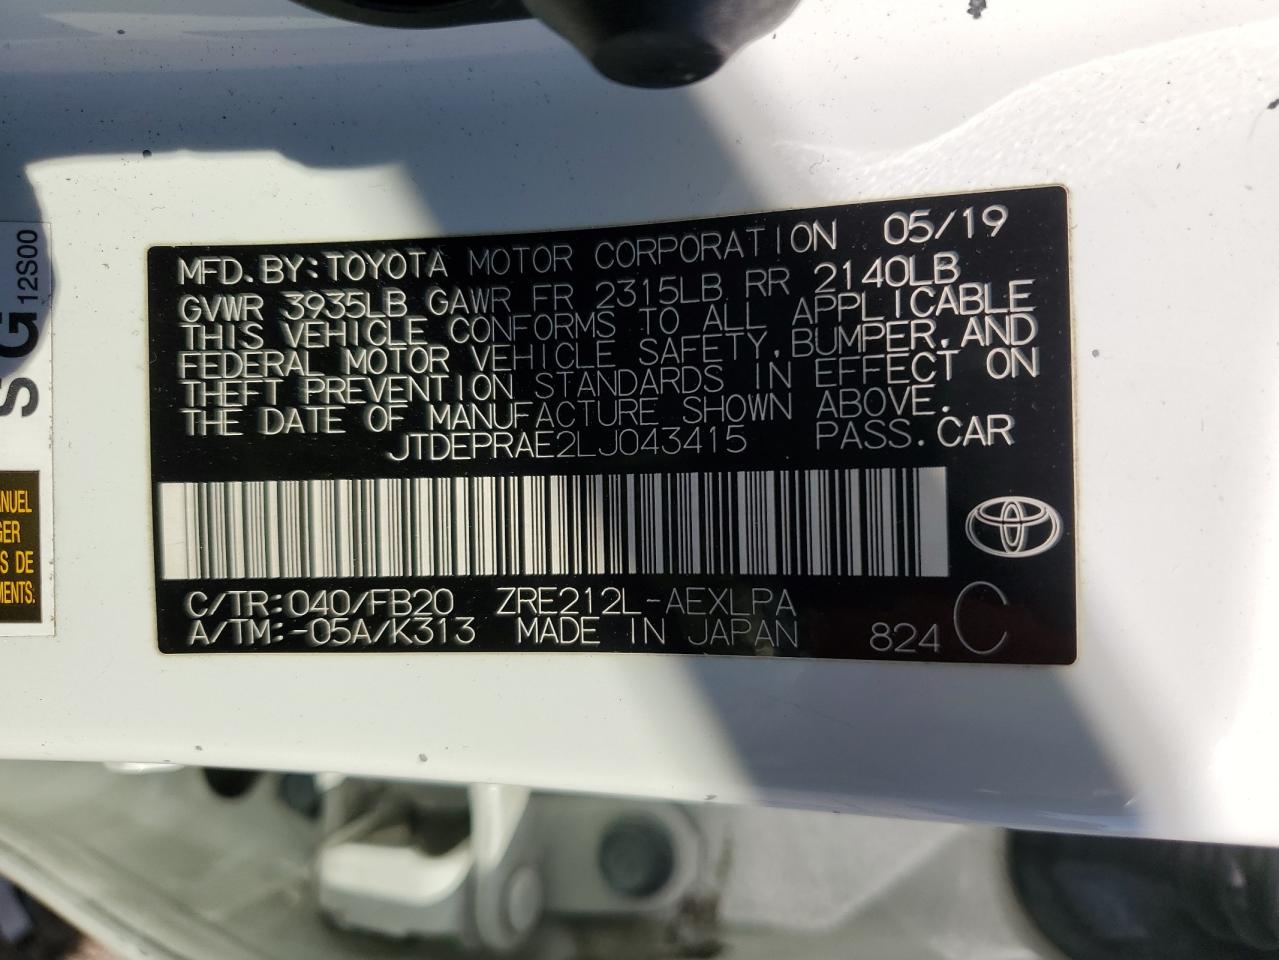 MFD.BY:TOYOTA MOTOR CORPORATION 05/19
GVWR 3935LB GAWR FR 2315LB RR 2140LB
THIS VEHICLE CONFORMS TO ALL APPLICABLE
FEDERAL MOTOR VEHICLE SAFETY,BUMPER,AND
THEFT PREVENTION STANDARDS IN EFFECT ON
THE DATE OF MANUFACTURE SHOWN ABOVE.
JTDEPRAE2LJ043415 PASS.CAR
C/TR:040/FB20 ZRE212L-AEXLPA
A/TM:-05A/K313 MADE IN JAPAN 824 C
12S00
DE